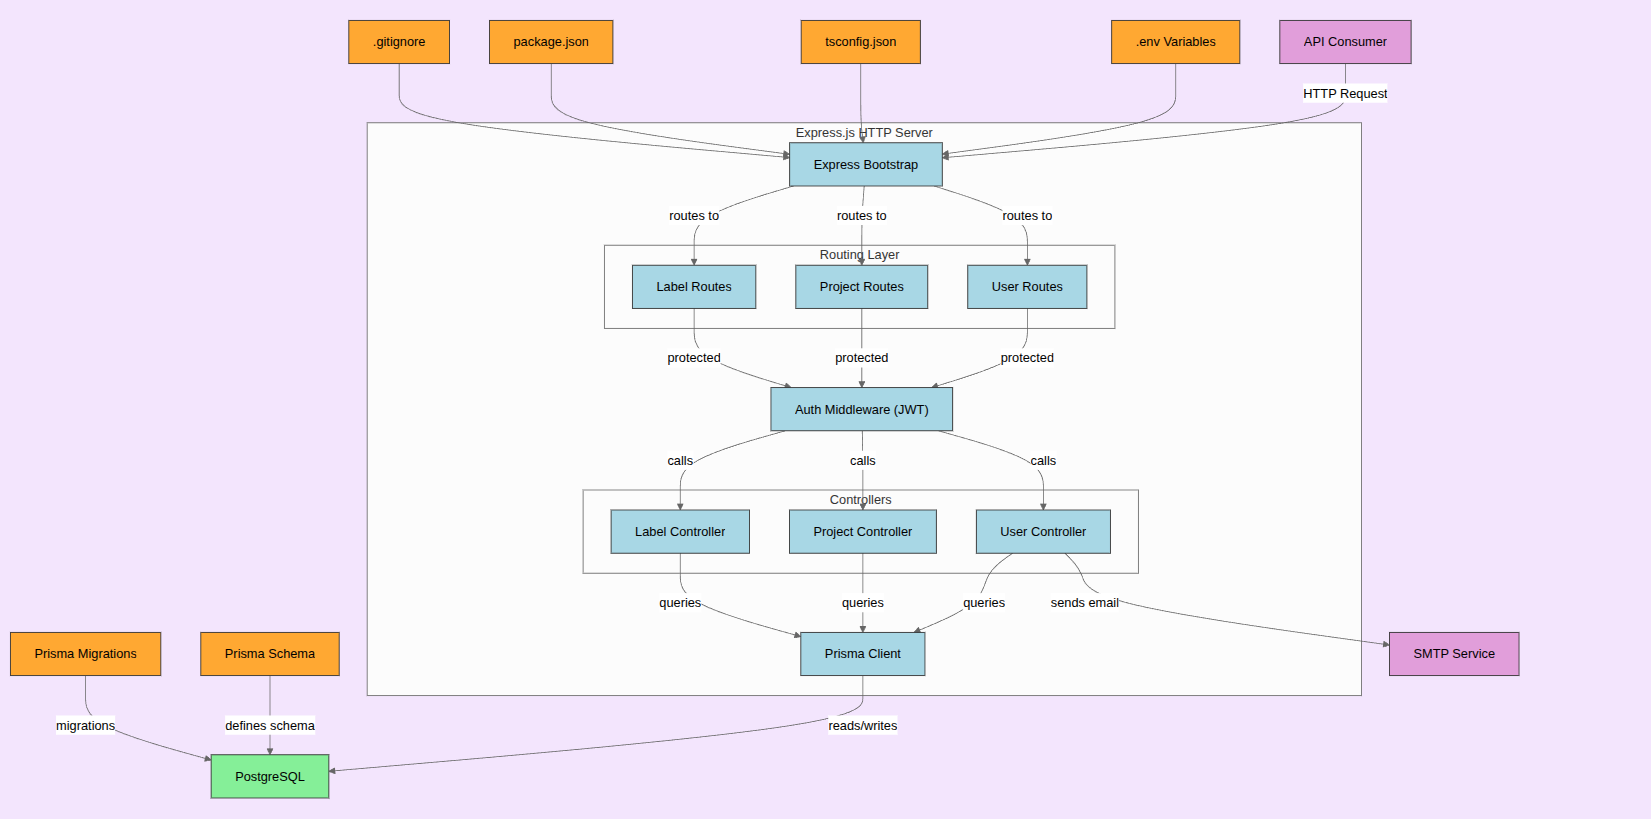 .gitignore
package.json
tsconfig.json
.env Variables
API Consumer
HTTP Request
Express.js HTTP Server
Express Bootstrap
routes to
routes to
routes to
Routing Layer
Label Routes
Project Routes
User Routes
protected
protected
protected
Auth Middleware (JWT)
calls
calls
calls
Controllers
Label Controller
Project Controller
User Controller
queries
queries
queries
sends email
Prisma Migrations
Prisma Schema
Prisma Client
SMTP Service
migrations
defines schema
reads/writes
PostgreSQL